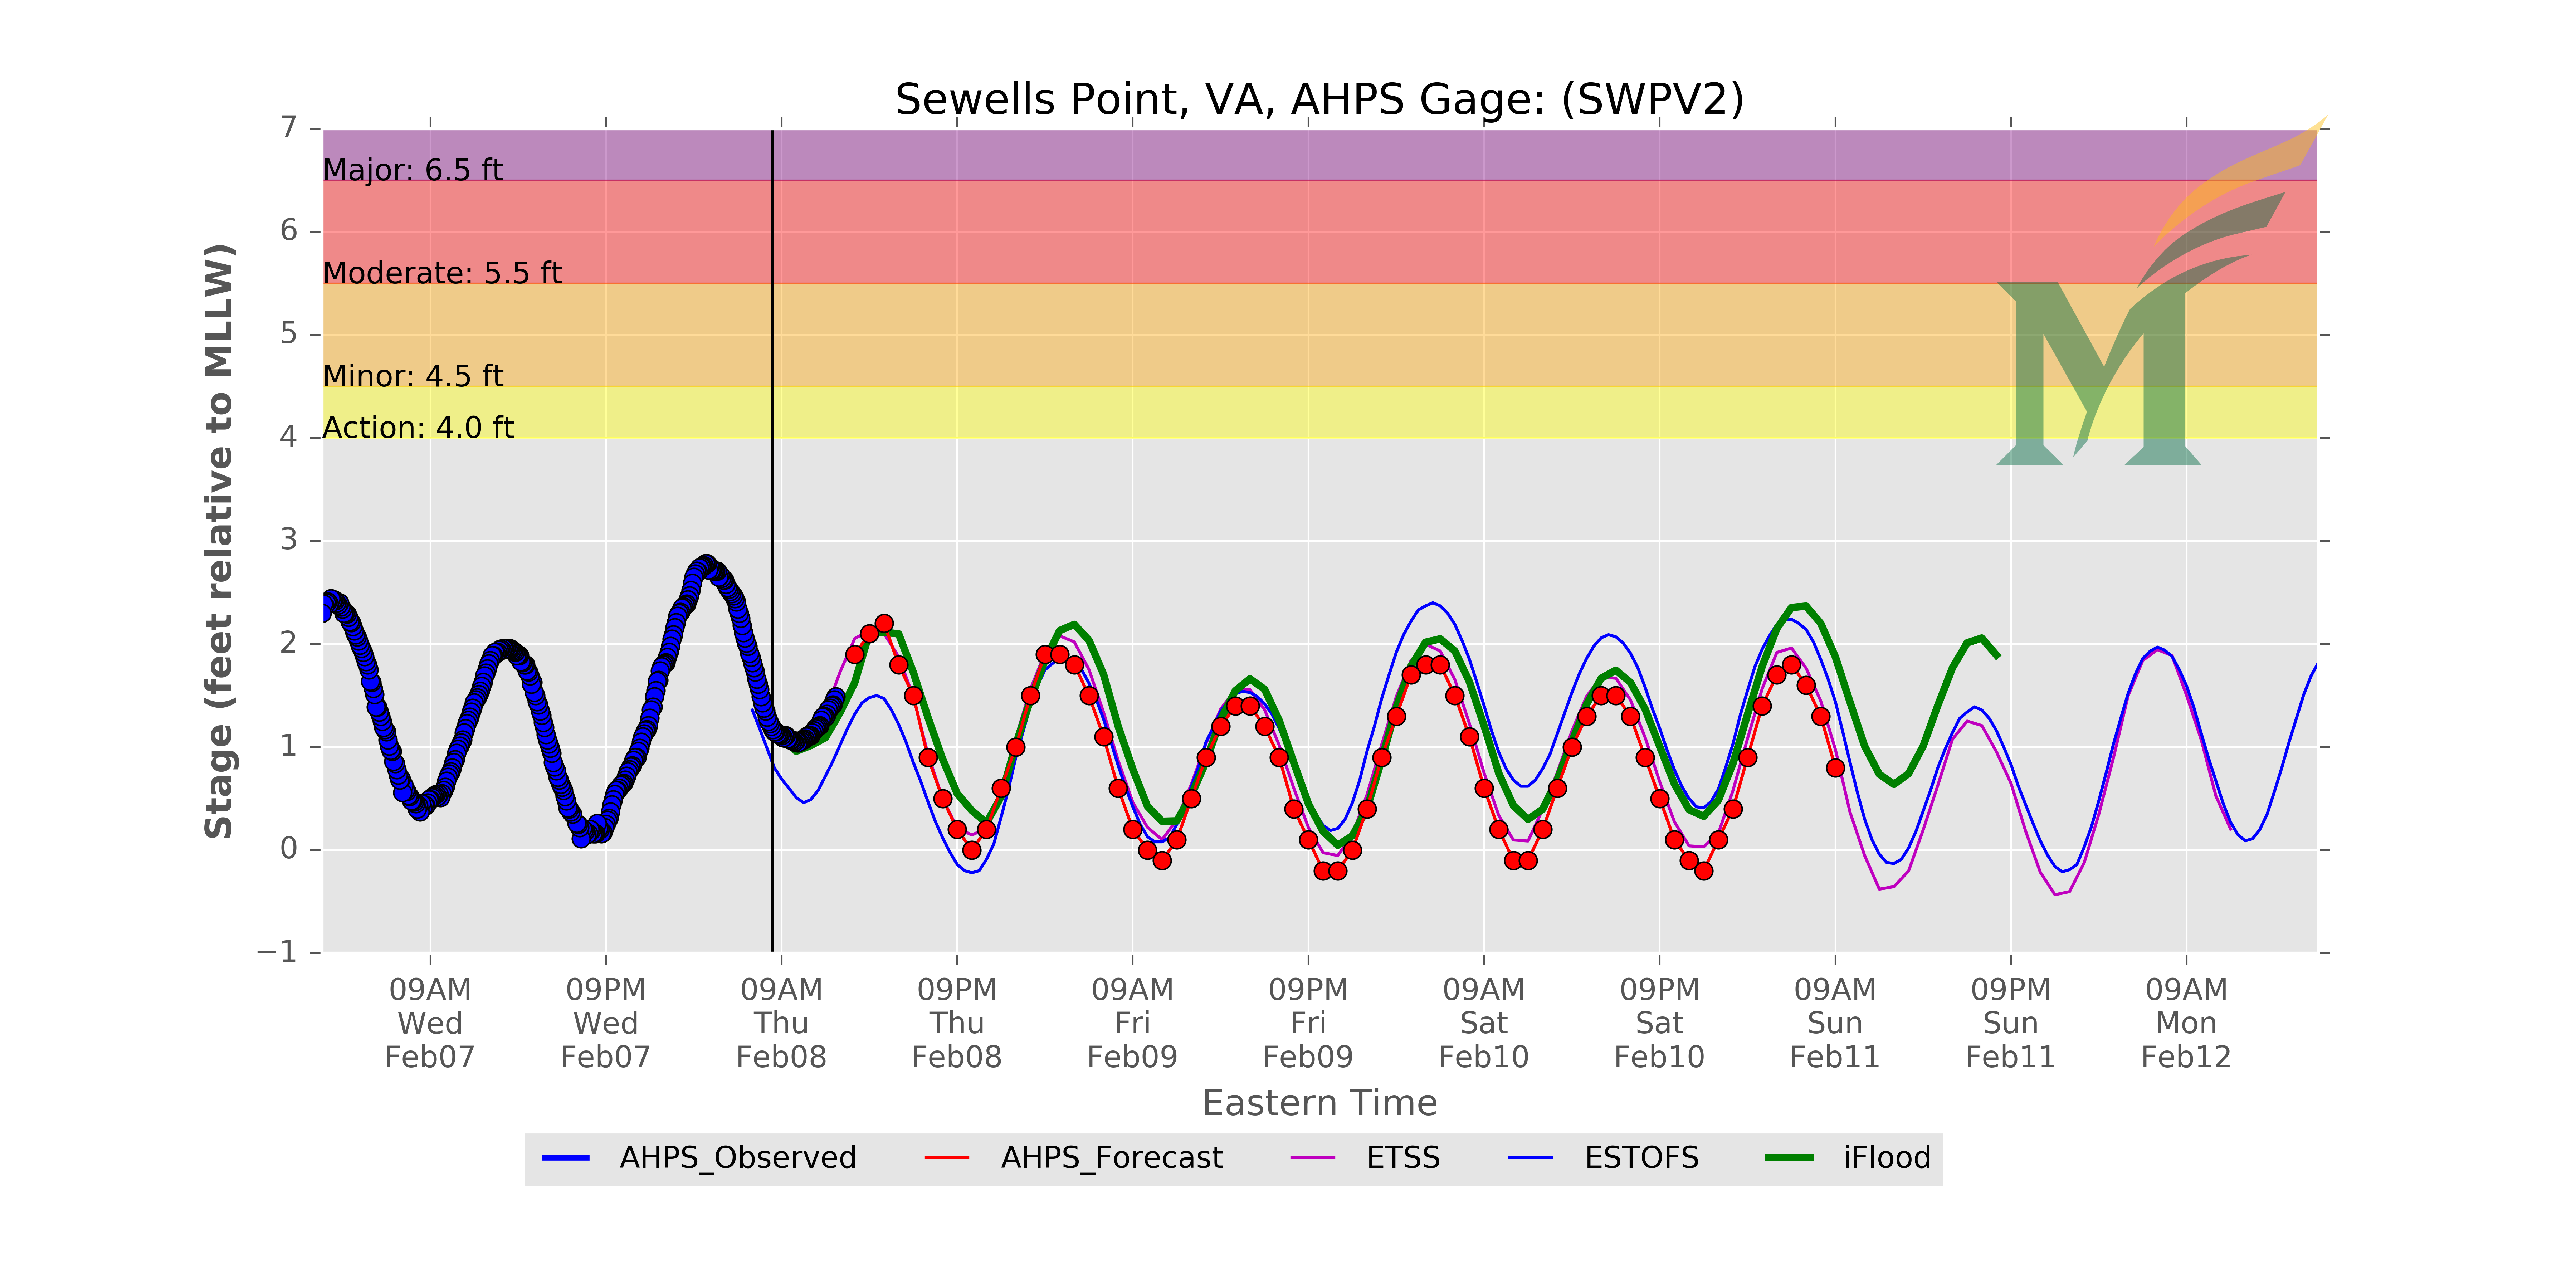 Sewells Point, VA, AHPS Gage: (SWPV2)
Stage (feet relative to MLLW)
7
6
5
4
3
2
1
0
−1
Major: 6.5 ft
Moderate: 5.5 ft
Minor: 4.5 ft
Action: 4.0 ft
09AM Wed Feb07
09PM Wed Feb07
09AM Thu Feb08
09PM Thu Feb08
09AM Fri Feb09
09PM Fri Feb09
09AM Sat Feb10
09PM Sat Feb10
09AM Sun Feb11
09PM Sun Feb11
09AM Mon Feb12
Eastern Time
AHPS_Observed AHPS_Forecast ETSS ESTOFS iFlood
M